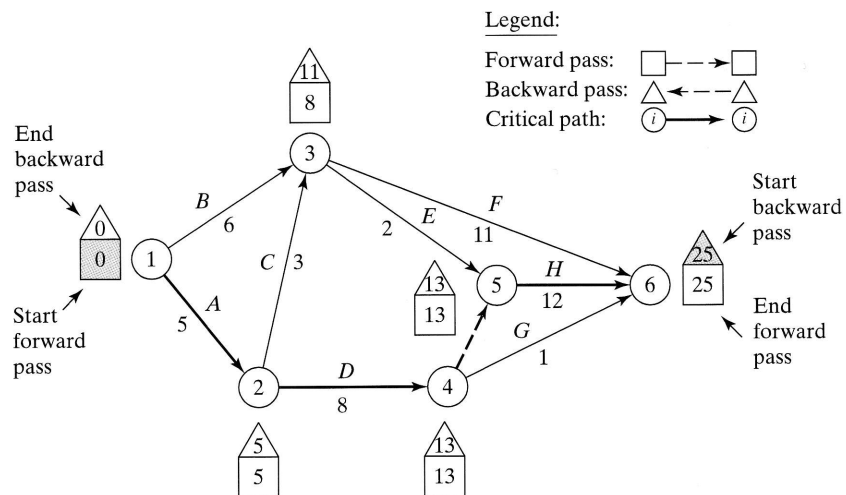 Legend:
Forward pass:
Backward pass:
Critical path: i i
11
8
End
backward
pass
3
Start
backward
pass
B
6
F
11
E
2
0
0
1
C
3
25
25
6
13
13
5
H
12
A
5
G
1
Start
forward
pass
End
forward
pass
2
D
8
4
5
5
13
13